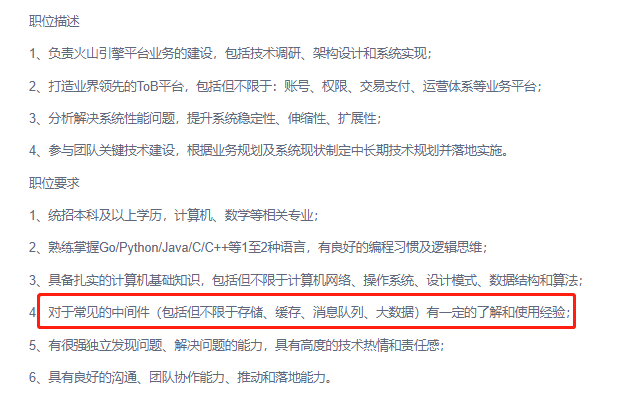 职位描述
1、负责火山引擎平台业务的建设，包括技术调研、架构设计和系统实现；
2、打造业界领先的ToB平台，包括但不限于：账号、权限、交易支付、运营体系等业务平台；
3、分析解决系统性能问题，提升系统稳定性、伸缩性、扩展性；
4、参与团队关键技术建设，根据业务规划及系统现状制定中长期技术规划并落地实施。
职位要求
1、统招本科及以上学历，计算机、数学等相关专业；
2、熟练掌握Go/Python/Java/C/C++等1至2种语言，有良好的编程习惯及逻辑思维；
3、具备扎实的计算机基础知识，包括但不限于计算机网络、操作系统、设计模式、数据结构和算法；
4、对于常见的中间件（包括但不限于存储、缓存、消息队列、大数据）有一定的了解和使用经验；
5、有很强独立发现问题、解决问题的能力，具有高度的技术热情和责任感；
6、具有良好的沟通、团队协作能力、推动和落地能力。